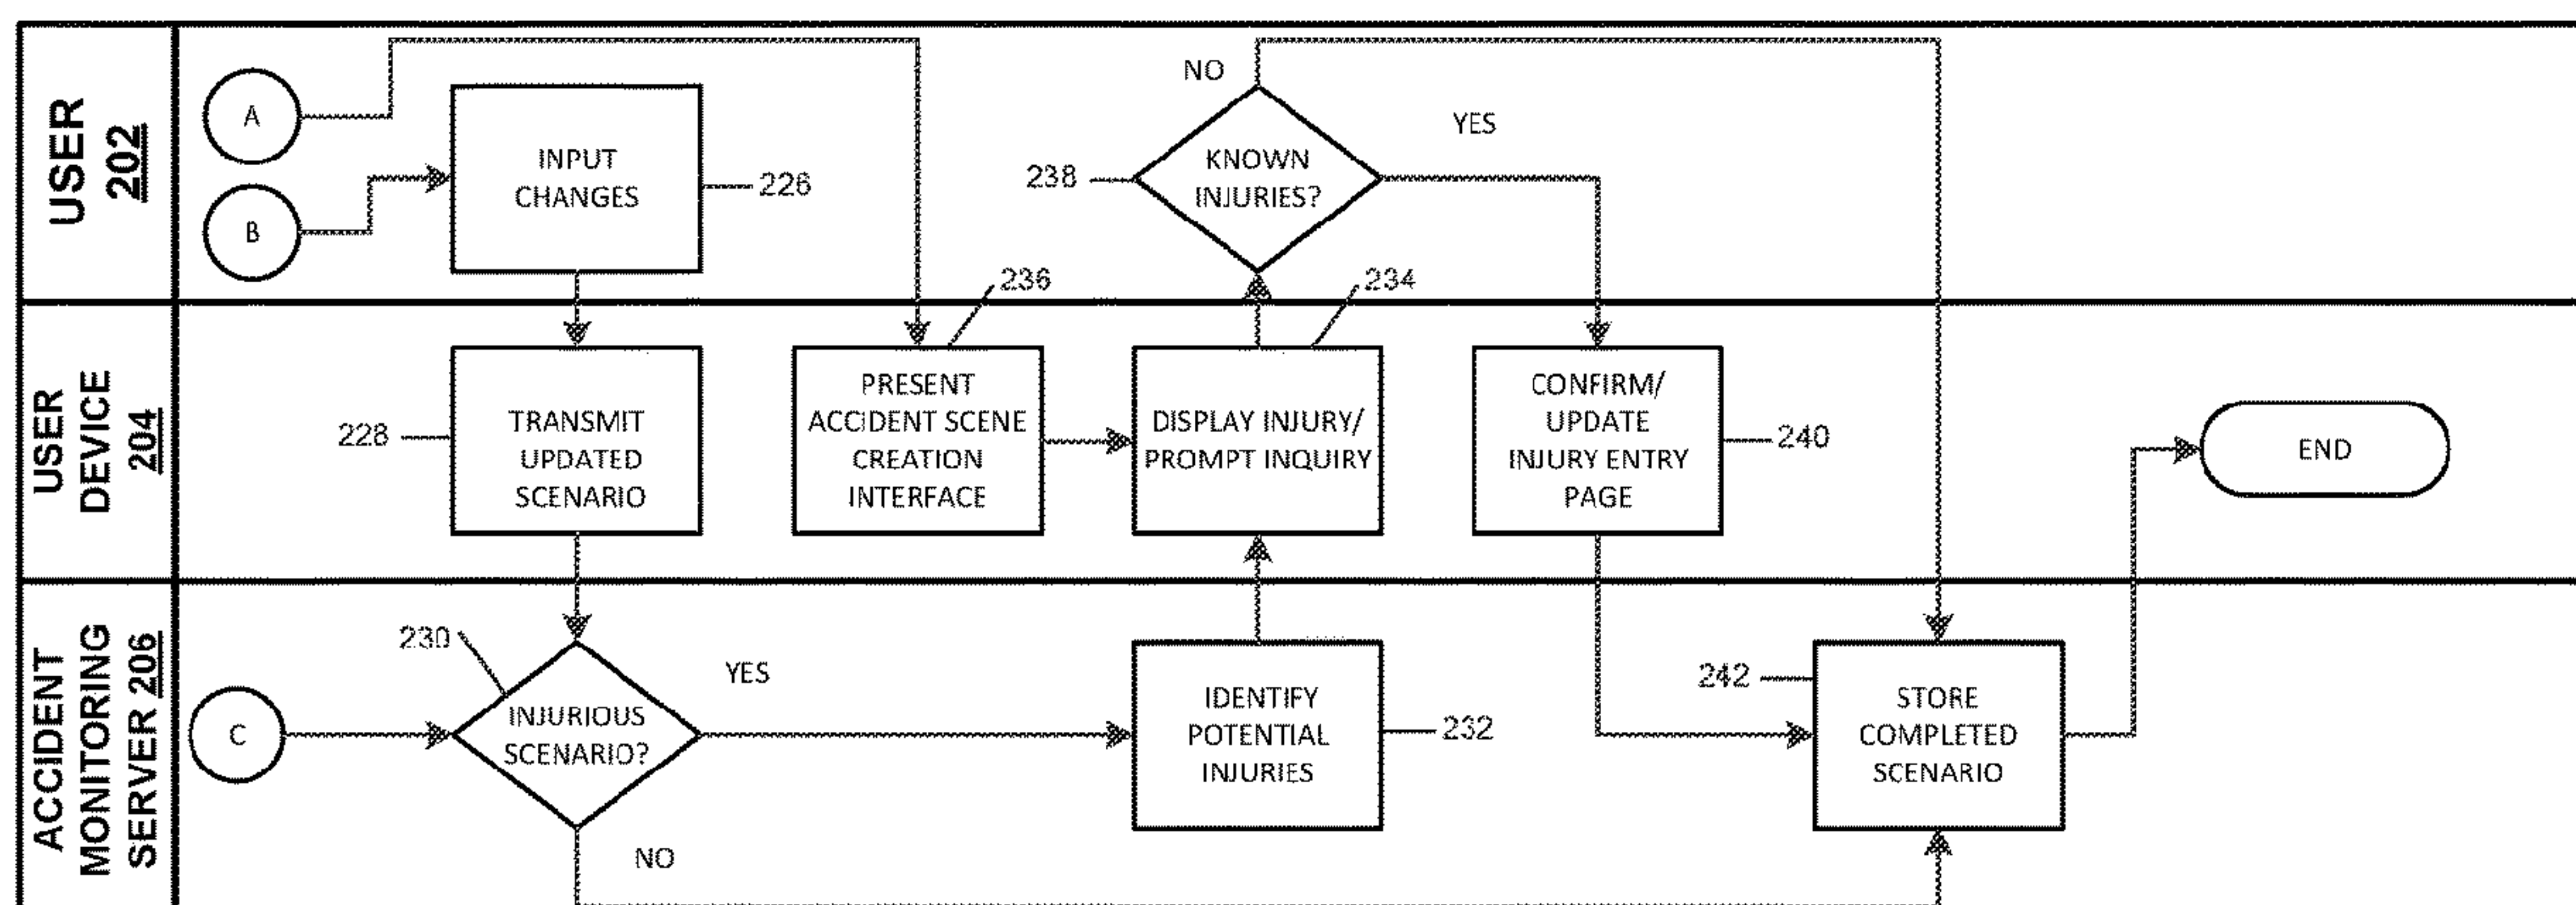 USER
202
A
B
INPUT
CHANGES
226
NO
YES
238
KNOWN
INJURIES?
236
234
USER
DEVICE
204
228
TRANSMIT
UPDATED
SCENARIO
PRESENT
ACCIDENT SCENE
CREATION
INTERFACE
DISPLAY INJURY/
PROMPT INQUIRY
CONFIRM/
UPDATE
INJURY ENTRY
PAGE
240
END
ACCIDENT
MONITORING
SERVER 206
C
230
INJURIOUS
SCENARIO?
YES
NO
IDENTIFY
POTENTIAL
INJURIES
232
242
STORE
COMPLETED
SCENARIO